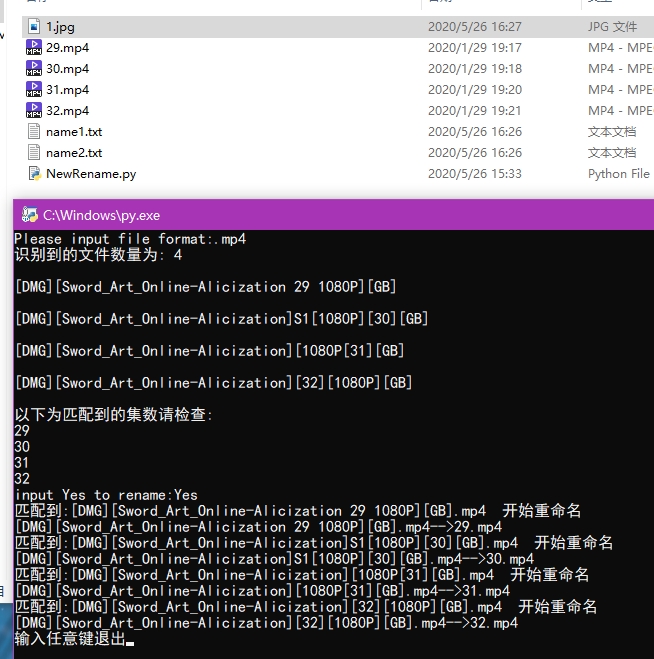 1.jpg 2020/5/26 16:27 JPG 文件
29.mp4 2020/1/29 19:17 MP4 - MPE
30.mp4 2020/1/29 19:18 MP4 - MPE
31.mp4 2020/1/29 19:20 MP4 - MPE
32.mp4 2020/1/29 19:21 MP4 - MPE
name1.txt 2020/5/26 16:26 文本文档
name2.txt 2020/5/26 16:26 文本文档
NewRename.py 2020/5/26 15:33 Python File
C:\Windows\py.exe
Please input file format:.mp4
识别到的文件数量为: 4
[DMG][Sword_Art_Online-Alicization 29 1080P][GB]
[DMG][Sword_Art_Online-Alicization]S1[1080P][30][GB]
[DMG][Sword_Art_Online-Alicization][1080P[31][GB]
[DMG][Sword_Art_Online-Alicization][32][1080P][GB]
以下为匹配到的集数请检查:
29
30
31
32
input Yes to rename:Yes
匹配到:[DMG][Sword_Art_Online-Alicization 29 1080P][GB].mp4 开始重命名
[DMG][Sword_Art_Online-Alicization 29 1080P][GB].mp4-->29.mp4
匹配到:[DMG][Sword_Art_Online-Alicization]S1[1080P][30][GB].mp4 开始重命名
[DMG][Sword_Art_Online-Alicization]S1[1080P][30][GB].mp4-->30.mp4
匹配到:[DMG][Sword_Art_Online-Alicization][1080P[31][GB].mp4 开始重命名
[DMG][Sword_Art_Online-Alicization][1080P[31][GB].mp4-->31.mp4
匹配到:[DMG][Sword_Art_Online-Alicization][32][1080P][GB].mp4 开始重命名
[DMG][Sword_Art_Online-Alicization][32][1080P][GB].mp4-->32.mp4
输入任意键退出